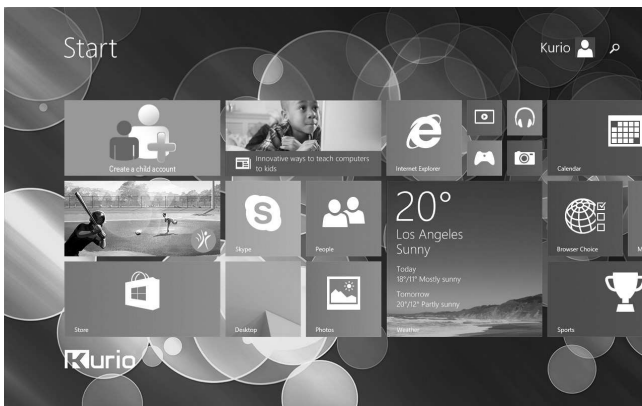 Start
Kurio
Create a child account
Innovative ways to teach computers
to kids
Internet Explorer
Calendar
Skype
People
20°
Los Angeles
Sunny
Today
18°/11° Mostly sunny
Tomorrow
20°/12° Partly sunny
Weather
Browser Choice
M
Store
Desktop
Photos
Sports
Kurio